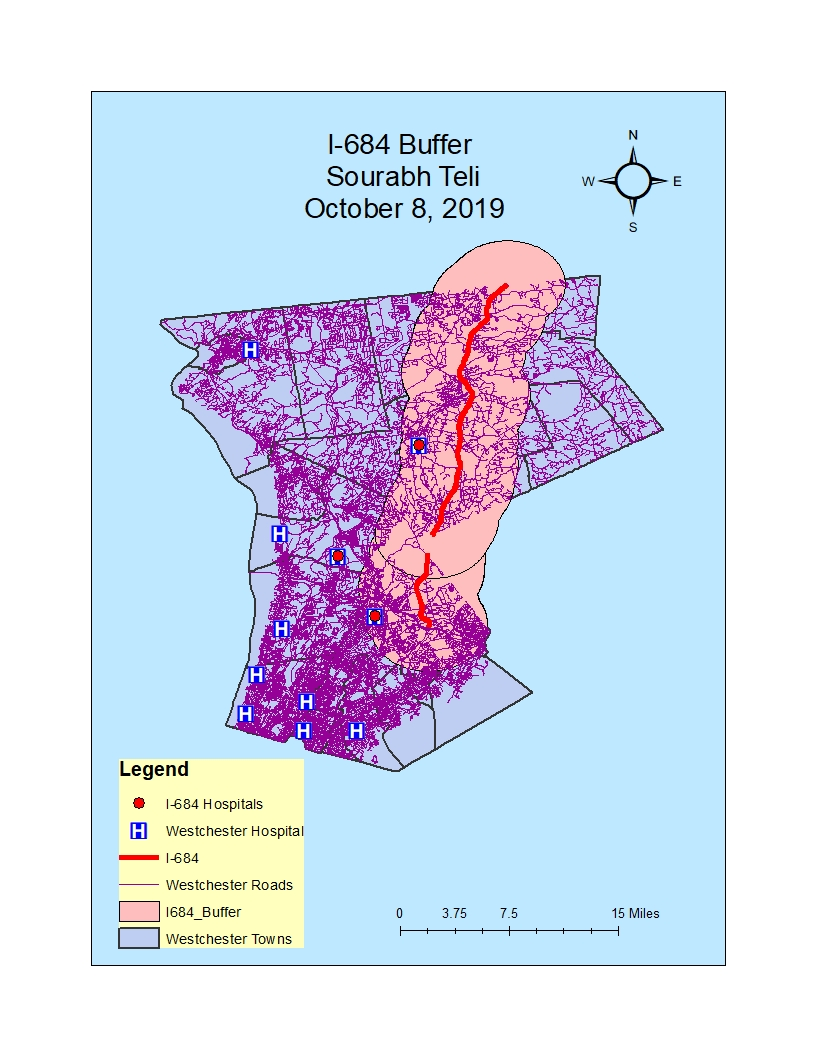 I-684 Buffer
Sourabh Teli
October 8, 2019
N
W E
S
H
H
H
H
H
H
H
H
H
H
H
H
Legend
I-684 Hospitals
H Westchester Hospital
I-684
Westchester Roads
I684_Buffer
Westchester Towns
0 3.75 7.5 15 Miles